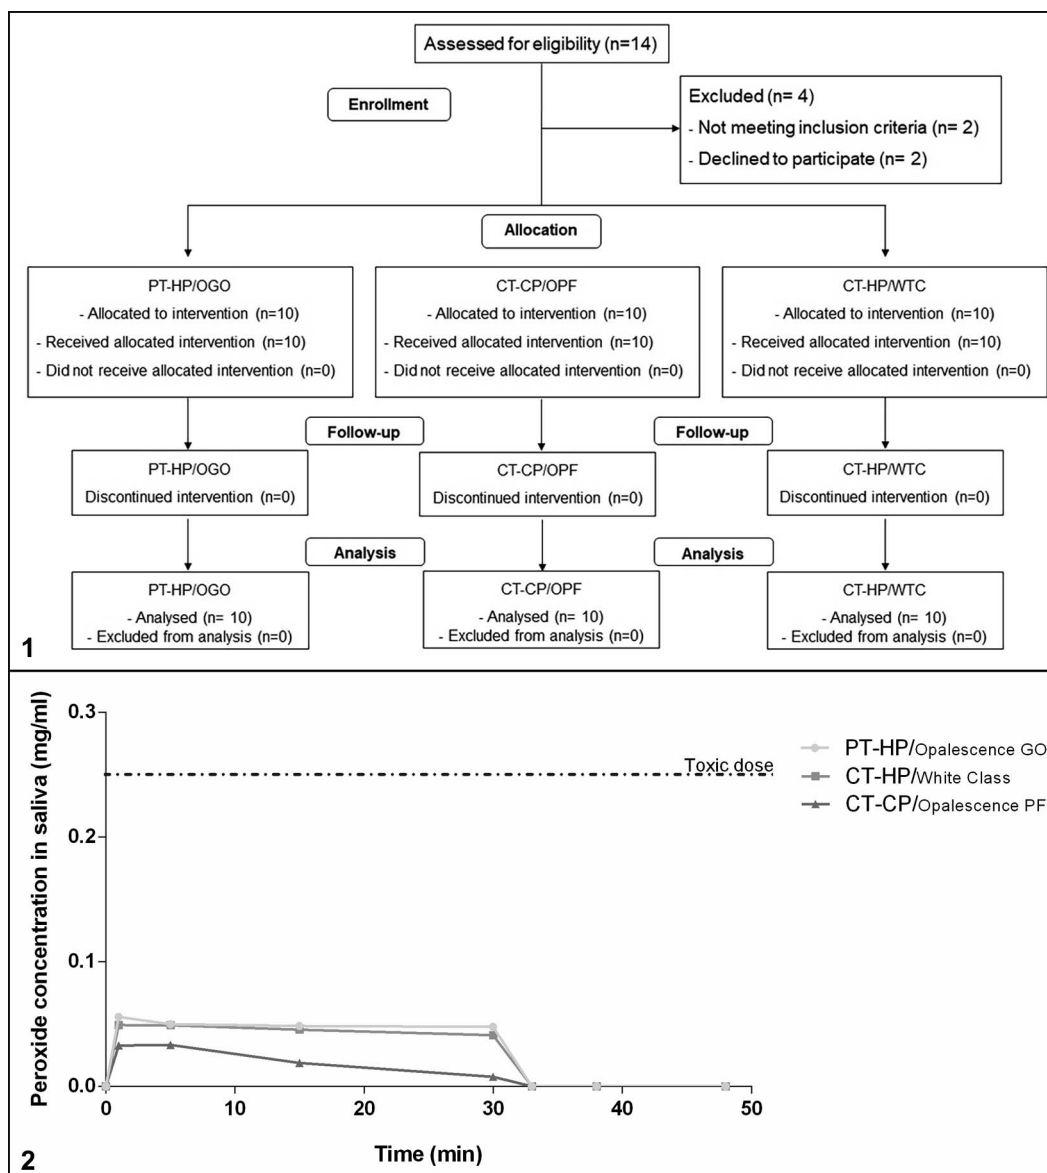 Assessed for eligibility (n=14)
Enrollment
Excluded (n= 4)
- Not meeting inclusion criteria (n= 2)
- Declined to participate (n= 2)
Allocation
PT-HP/OGO
- Allocated to intervention (n=10)
- Received allocated intervention (n=10)
- Did not receive allocated intervention (n=0)
CT-CP/OPF
- Allocated to intervention (n=10)
- Received allocated intervention (n=10)
- Did not receive allocated intervention (n=0)
CT-HP/WTC
- Allocated to intervention (n=10)
- Received allocated intervention (n=10)
- Did not receive allocated intervention (n=0)
Follow-up
Follow-up
PT-HP/OGO
Discontinued intervention (n=0)
CT-CP/OPF
Discontinued intervention (n=0)
CT-HP/WTC
Discontinued intervention (n=0)
Analysis
Analysis
PT-HP/OGO
- Analysed (n= 10)
- Excluded from analysis (n=0)
CT-CP/OPF
- Analysed (n= 10)
- Excluded from analysis (n=0)
CT-HP/WTC
- Analysed (n= 10)
- Excluded from analysis (n=0)
1
Peroxide concentration in saliva (mg/ml)
0.3
0.2
0.1
0.0
Toxic dose
PT-HP/Opalescence GO
CT-HP/White Class
CT-CP/Opalescence PF
0 10 20 30 40 50
Time (min)
2